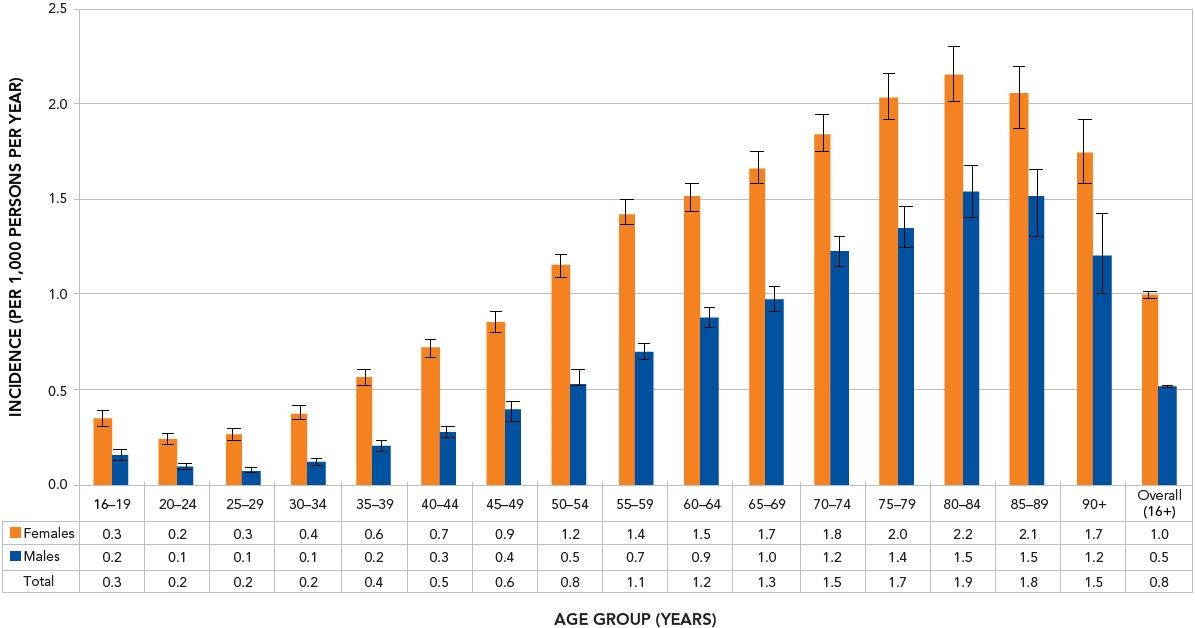 INCIDENCE (PER 1,000 PERSONS PER YEAR)
2.5
2.0
1.5
1.0
0.5
0.0
16–19 20–24 25–29 30–34 35–39 40–44 45–49 50–54 55–59 60–64 65–69 70–74 75–79 80–84 85–89 90+ Overall
(16+)
Females 0.3 0.2 0.3 0.4 0.6 0.7 0.9 1.2 1.4 1.5 1.7 1.8 2.0 2.2 2.1 1.7 1.0
Males 0.2 0.1 0.1 0.1 0.2 0.3 0.4 0.5 0.7 0.9 1.0 1.2 1.4 1.5 1.5 1.2 0.5
Total 0.3 0.2 0.2 0.2 0.4 0.5 0.6 0.8 1.1 1.2 1.3 1.5 1.7 1.9 1.8 1.5 0.8
AGE GROUP (YEARS)